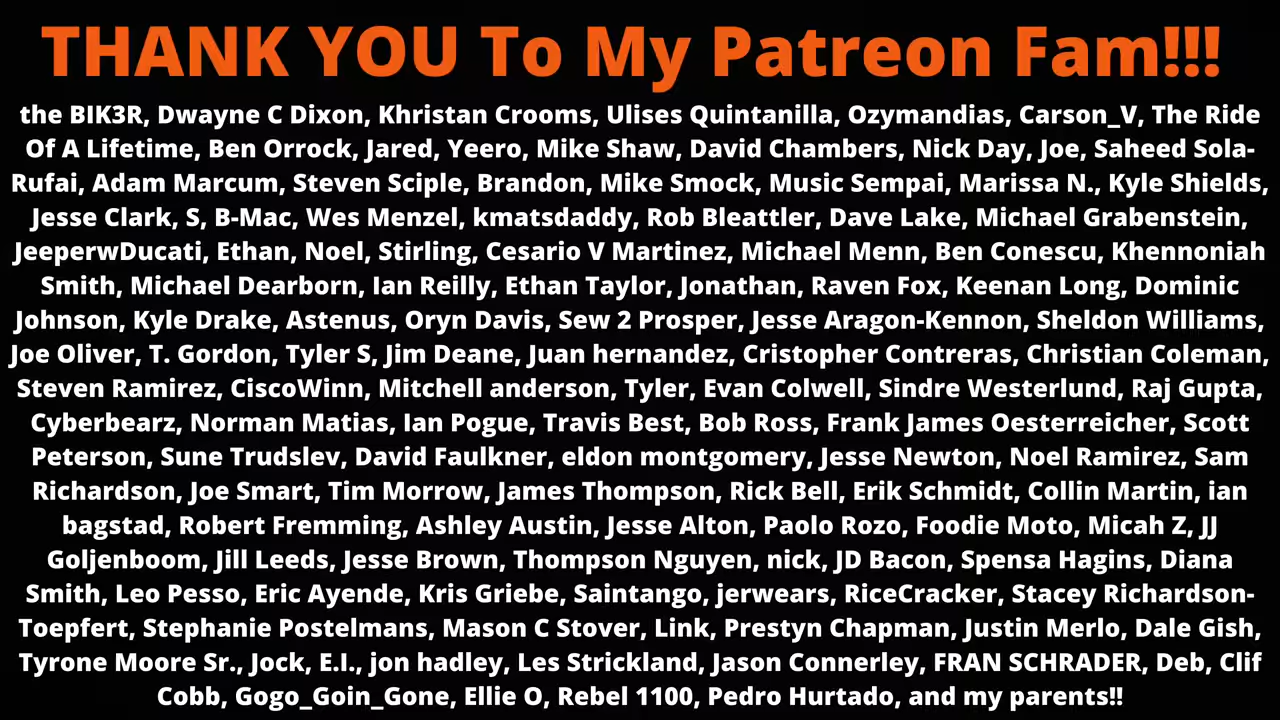 THANK YOU To My Patreon Fam!!!
the BIK3R, Dwayne C Dixon, Khristan Crooms, Ulises Quintanilla, Ozymandias, Carson_V, The Ride
Of A Lifetime, Ben Orrock, Jared, Yeero, Mike Shaw, David Chambers, Nick Day, Joe, Saheed Sola-
Rufai, Adam Marcum, Steven Sciple, Brandon, Mike Smock, Music Sempai, Marissa N., Kyle Shields,
Jesse Clark, S, B-Mac, Wes Menzel, kmatsdaddy, Rob Bleattler, Dave Lake, Michael Grabenstein,
JeeperwDucati, Ethan, Noel, Stirling, Cesario V Martinez, Michael Menn, Ben Conescu, Khennoniah
Smith, Michael Dearborn, Ian Reilly, Ethan Taylor, Jonathan, Raven Fox, Keenan Long, Dominic
Johnson, Kyle Drake, Astenus, Oryn Davis, Sew 2 Prosper, Jesse Aragon-Kennon, Sheldon Williams,
Joe Oliver, T. Gordon, Tyler S, Jim Deane, Juan hernandez, Cristopher Contreras, Christian Coleman,
Steven Ramirez, CiscoWinn, Mitchell anderson, Tyler, Evan Colwell, Sindre Westerlund, Raj Gupta,
Cyberbearz, Norman Matias, Ian Pogue, Travis Best, Bob Ross, Frank James Oesterreicher, Scott
Peterson, Sune Trudslev, David Faulkner, eldon montgomery, Jesse Newton, Noel Ramirez, Sam
Richardson, Joe Smart, Tim Morrow, James Thompson, Rick Bell, Erik Schmidt, Collin Martin, ian
bagstad, Robert Fremming, Ashley Austin, Jesse Alton, Paolo Rozo, Foodie Moto, Micah Z, JJ
Goljenboom, Jill Leeds, Jesse Brown, Thompson Nguyen, nick, JD Bacon, Spensa Hagins, Diana
Smith, Leo Pesso, Eric Ayende, Kris Griebe, Saintango, jerwears, RiceCracker, Stacey Richardson-
Toepfert, Stephanie Postelmans, Mason C Stover, Link, Prestyn Chapman, Justin Merlo, Dale Gish,
Tyrone Moore Sr., Jock, E.I., jon hadley, Les Strickland, Jason Connerley, FRAN SCHRADER, Deb, Clif
Cobb, Gogo_Goin_Gone, Ellie O, Rebel 1100, Pedro Hurtado, and my parents!!